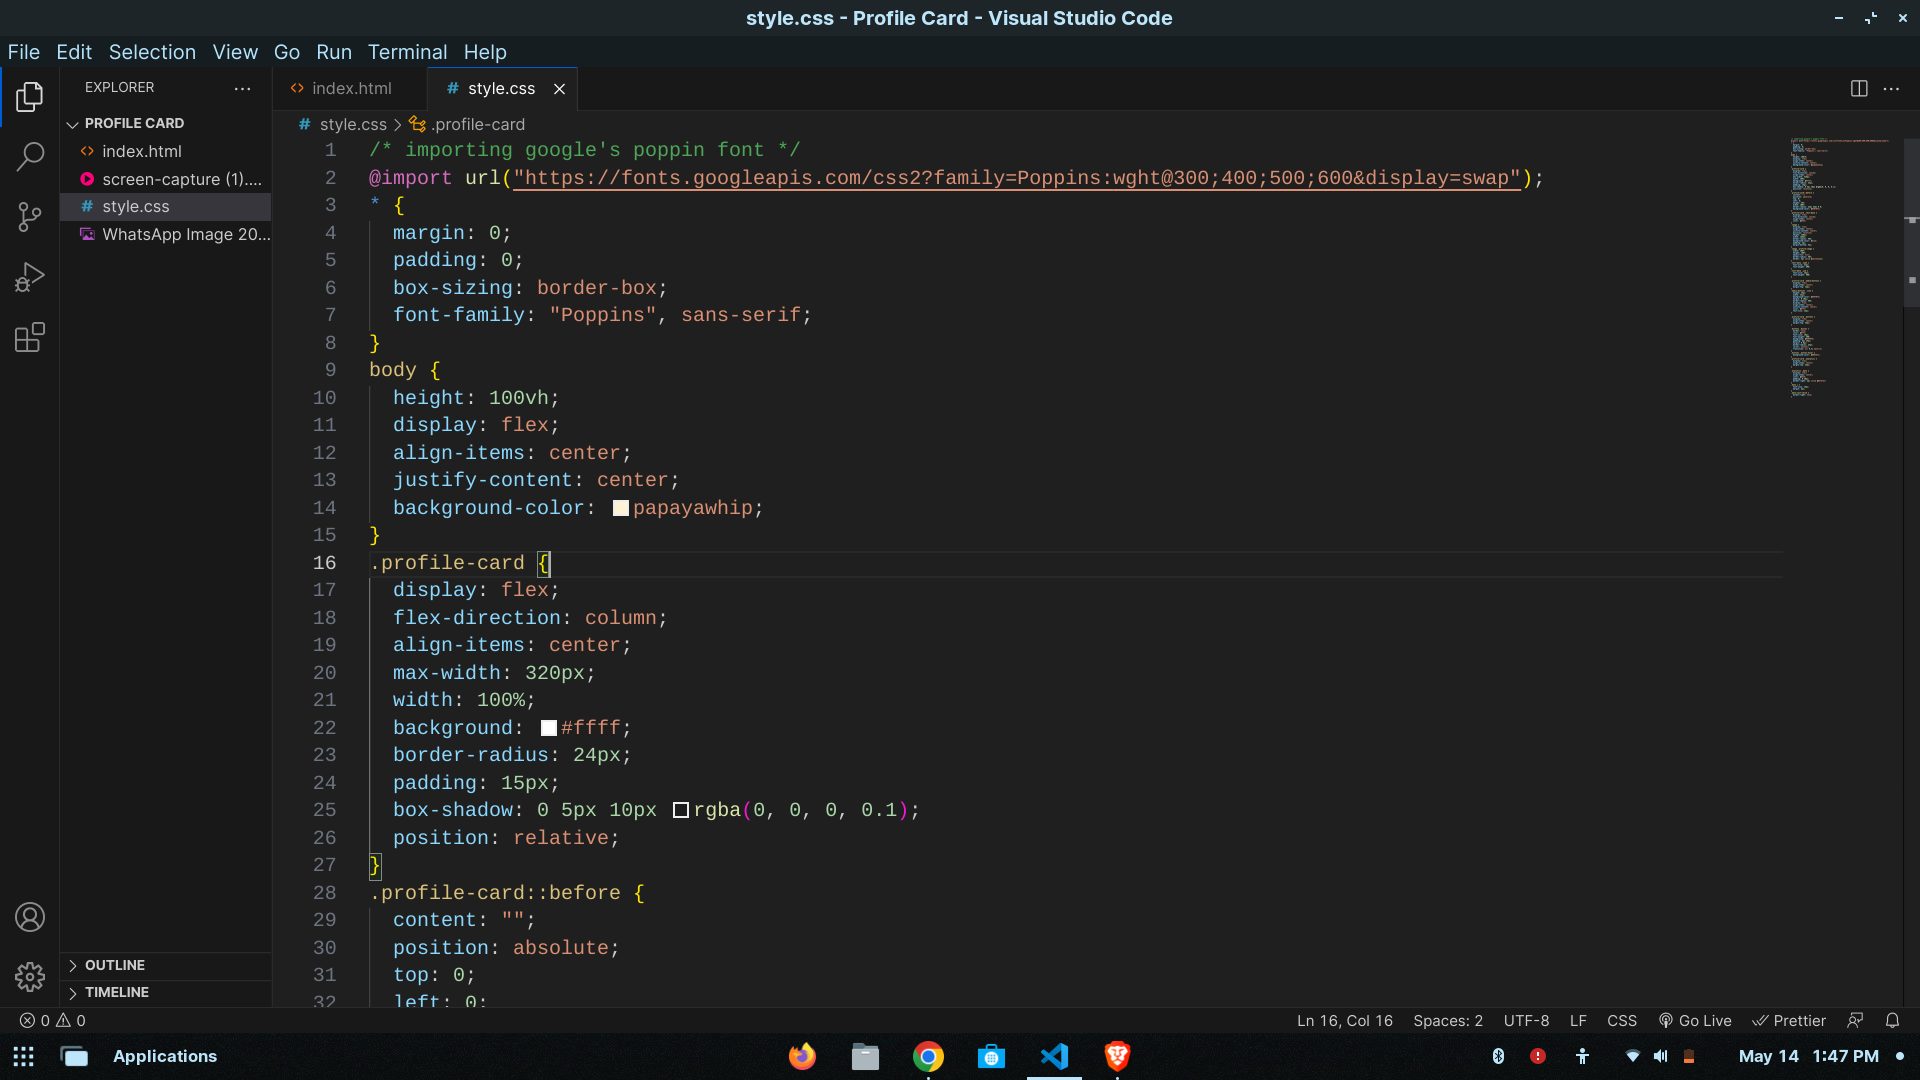 style.css - Profile Card - Visual Studio Code
File Edit Selection View Go Run Terminal Help
EXPLORER
PROFILE CARD
index.html
screen-capture (1)....
style.css
WhatsApp Image 20...
OUTLINE
TIMELINE
index.html
# style.css
# style.css > .profile-card
1 /* importing google's poppin font */
2 @import url("https://fonts.googleapis.com/css2?family=Poppins:wght@300;400;500;600&display=swap");
3 * {
4 margin: 0;
5 padding: 0;
6 box-sizing: border-box;
7 font-family: "Poppins", sans-serif;
8 }
9 body {
10 height: 100vh;
11 display: flex;
12 align-items: center;
13 justify-content: center;
14 background-color: papayawhip;
15 }
16 .profile-card {
17 display: flex;
18 flex-direction: column;
19 align-items: center;
20 max-width: 320px;
21 width: 100%;
22 background: #ffff;
23 border-radius: 24px;
24 padding: 15px;
25 box-shadow: 0 5px 10px rgba(0, 0, 0, 0.1);
26 position: relative;
27 }
28 .profile-card::before {
29 content: "";
30 position: absolute;
31 top: 0;
32 left: 0;
0 0
Ln 16, Col 16 Spaces: 2 UTF-8 LF CSS Go Live Prettier
Applications
May 14 1:47 PM